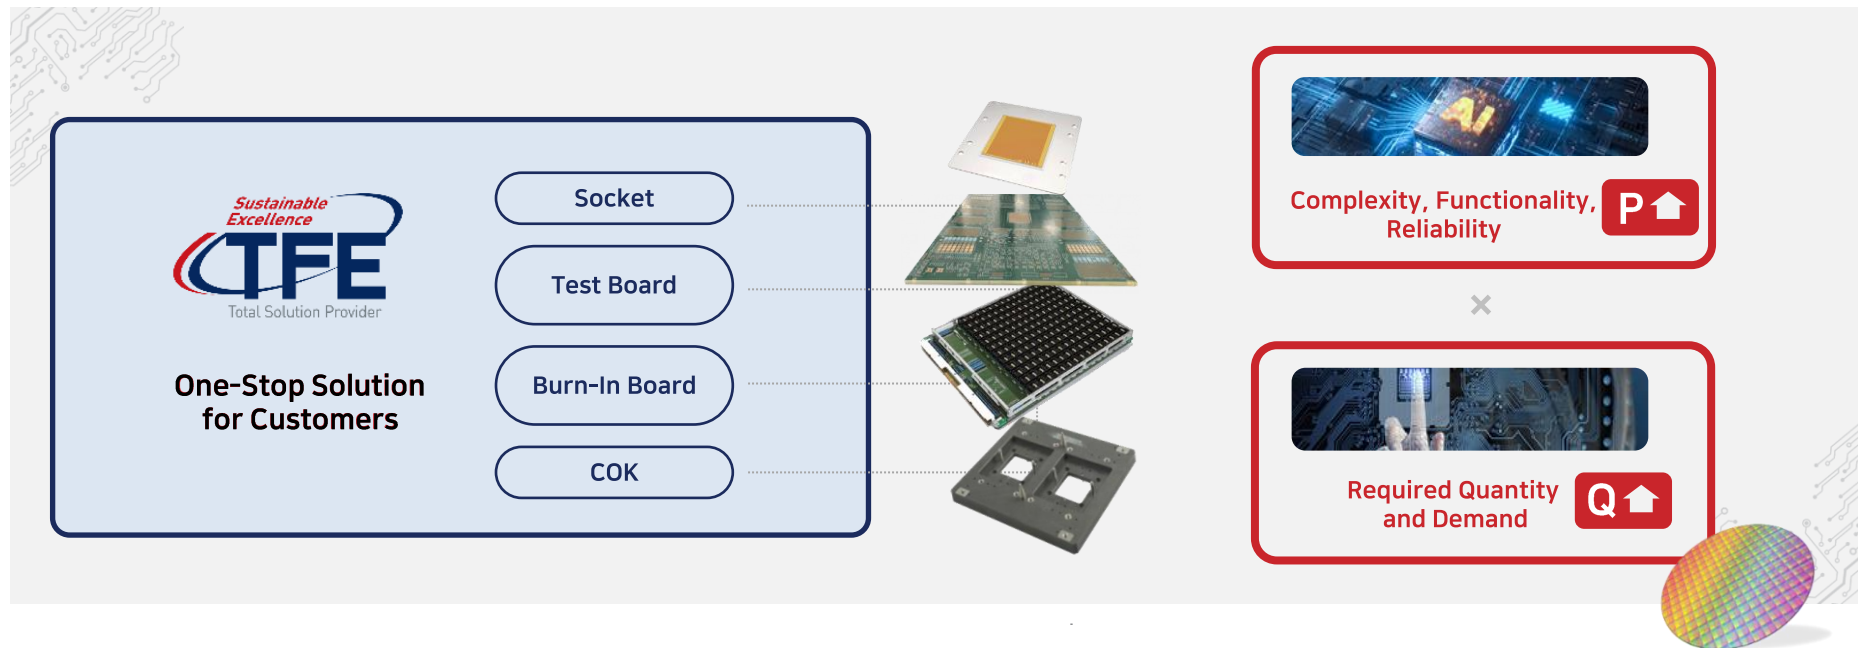 Sustainable
Excellence
TFE
Total Solution Provider
One-Stop Solution
for Customers
Socket
Test Board
Burn-In Board
COK
AI
Complexity, Functionality,
Reliability
P
×
Required Quantity
and Demand
Q